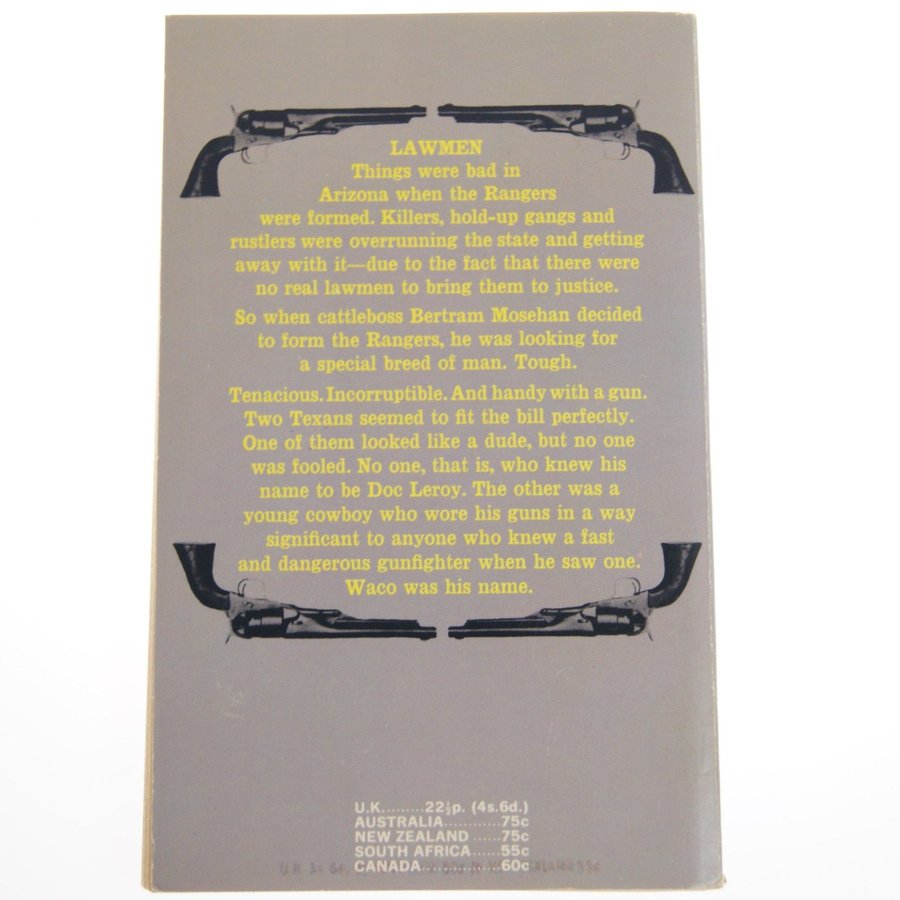 LAWMEN
Things were bad in
Arizona when the Rangers
were formed. Killers, hold-up gangs and
rustlers were overrunning the state and getting
away with it—due to the fact that there were
no real lawmen to bring them to justice.
So when cattleboss Bertram Mosehan decided
to form the Rangers, he was looking for
a special breed of man. Tough.
Tenacious. Incorruptible. And handy with a gun.
Two Texans seemed to fit the bill perfectly.
One of them looked like a dude, but no one
was fooled. No one, that is, who knew his
name to be Doc Leroy. The other was a
young cowboy who wore his guns in a way
significant to anyone who knew a fast
and dangerous gunfighter when he saw one.
Waco was his name.
U.K.........22½p. (4s.6d.)
AUSTRALIA............75c
NEW ZEALAND ......75c
SOUTH AFRICA......55c
CANADA..............60c